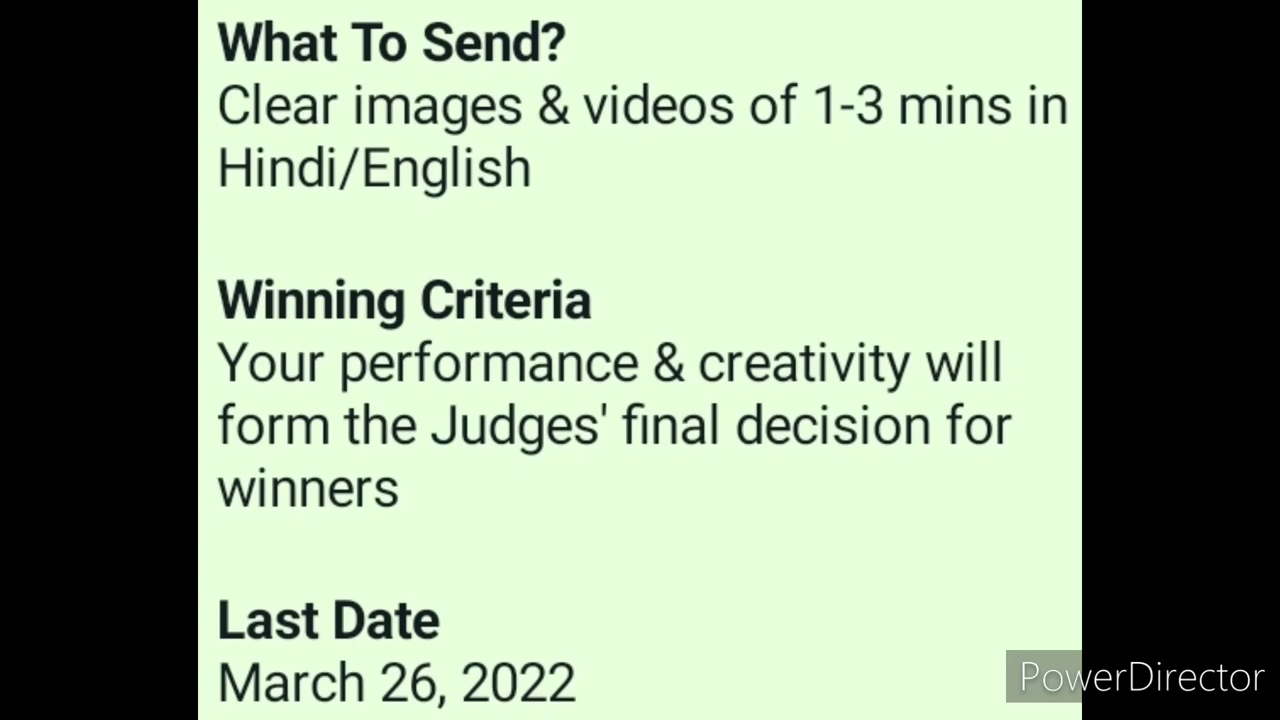 What To Send?
Clear images & videos of 1-3 mins in
Hindi/English
Winning Criteria
Your performance & creativity will
form the Judges' final decision for
winners
Last Date
March 26, 2022
PowerDirector